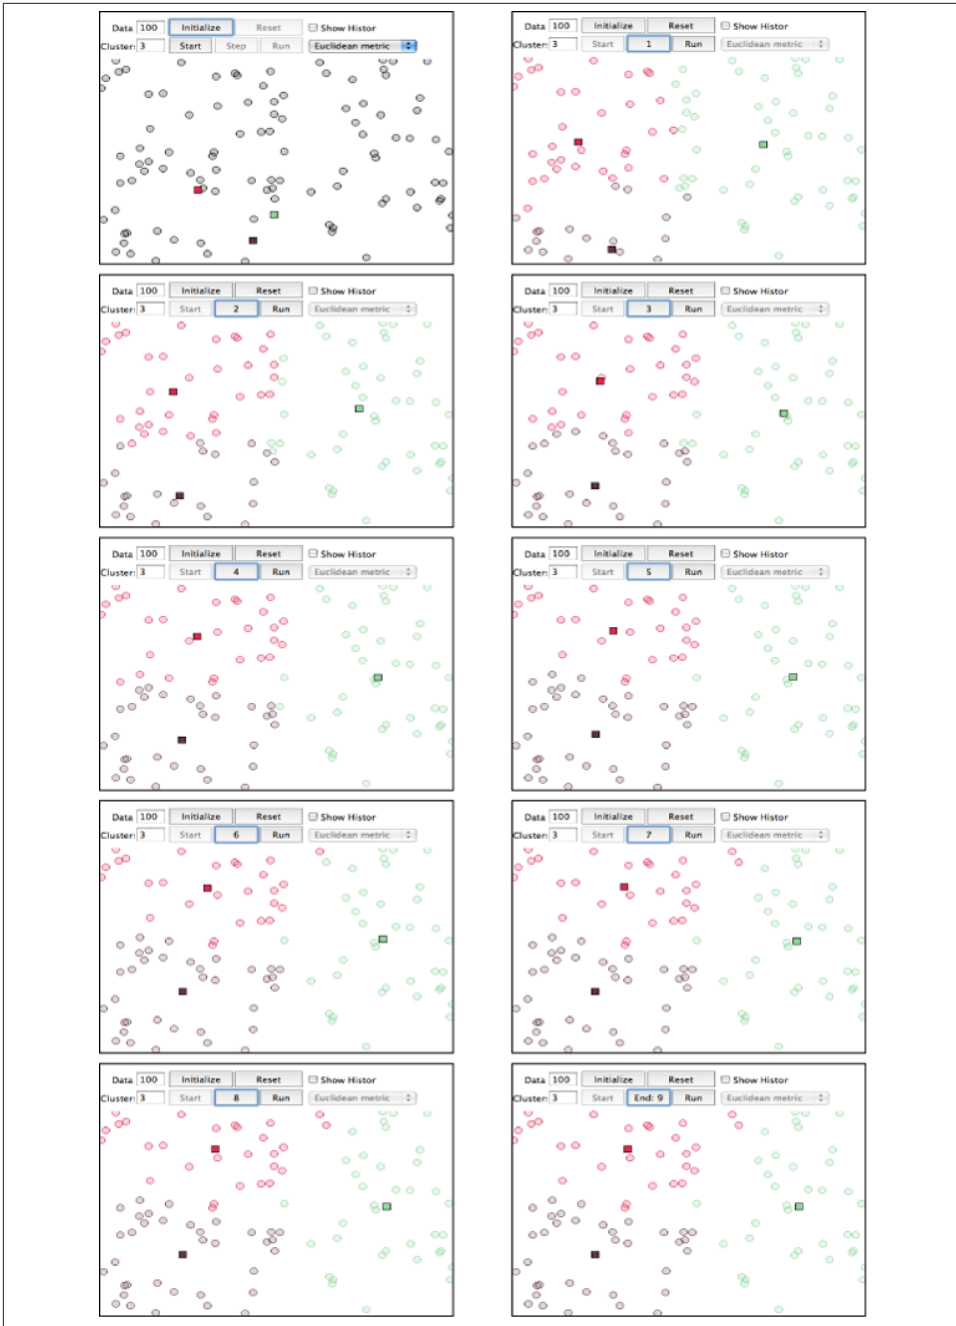 Data 100 Initialize Reset Show Histor
Cluster: 3 Start Step Run Euclidean metric
Data 100 Initialize Reset Show Histor
Cluster: 3 Start 1 Run Euclidean metric
Data 100 Initialize Reset Show Histor
Cluster: 3 Start 2 Run Euclidean metric
Data 100 Initialize Reset Show Histor
Cluster: 3 Start 3 Run Euclidean metric
Data 100 Initialize Reset Show Histor
Cluster: 3 Start 4 Run Euclidean metric
Data 100 Initialize Reset Show Histor
Cluster: 3 Start 5 Run Euclidean metric
Data 100 Initialize Reset Show Histor
Cluster: 3 Start 6 Run Euclidean metric
Data 100 Initialize Reset Show Histor
Cluster: 3 Start 7 Run Euclidean metric
Data 100 Initialize Reset Show Histor
Cluster: 3 Start 8 Run Euclidean metric
Data 100 Initialize Reset Show Histor
Cluster: 3 Start End: 9 Run Euclidean metric